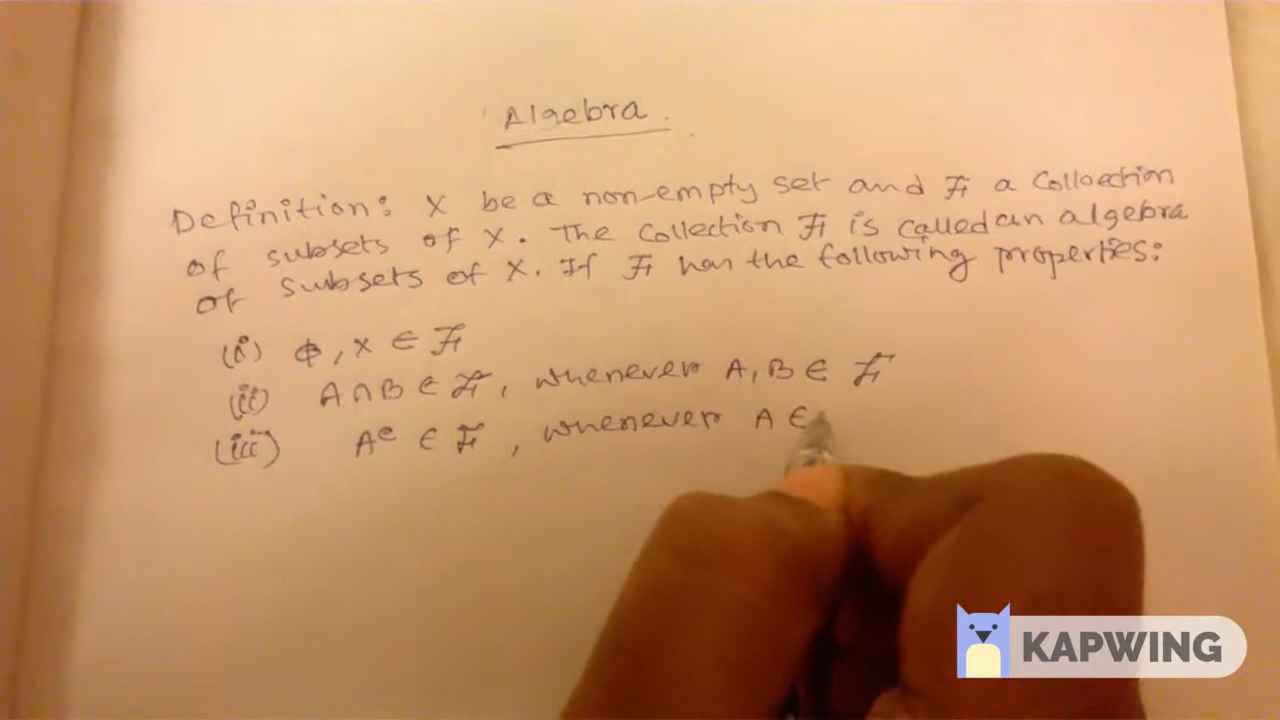 Algebra
Definition: X be a non-empty set and ℱ a Colloection
of subsets of X. The Collection ℱ is called an algebra
of subsets of X. If ℱ has the following properties:
(i) ϕ, X ∈ ℱ
(ii) A∩B ∈ ℱ, whenever A, B ∈ ℱ
(iii) Aᶜ ∈ ℱ, whenever A ∈
KAPWING